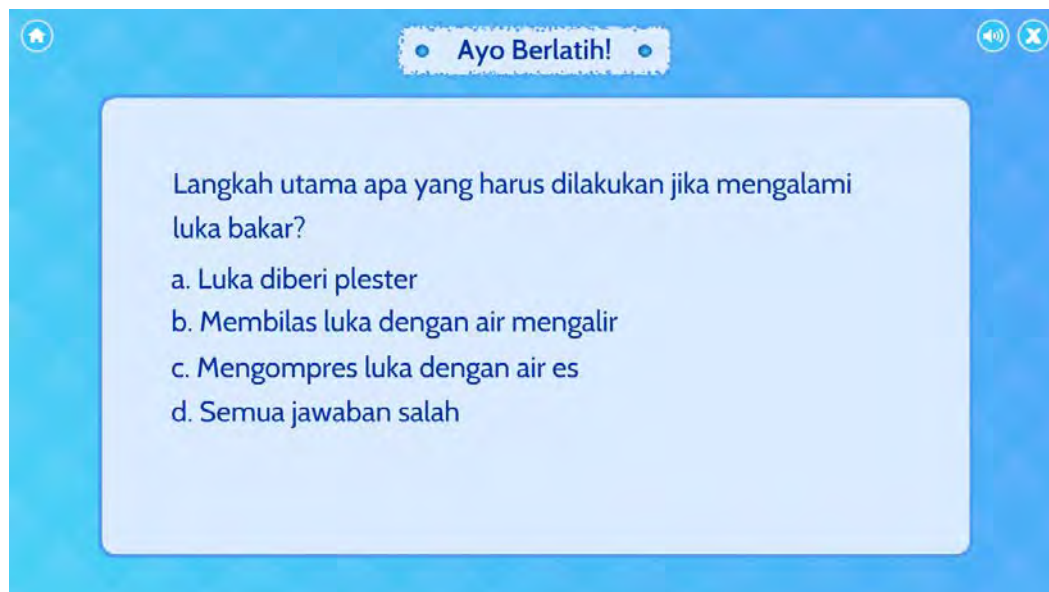 Ayo Berlatih!
Langkah utama apa yang harus dilakukan jika mengalami
luka bakar?
a. Luka diberi plester
b. Membilas luka dengan air mengalir
c. Mengompres luka dengan air es
d. Semua jawaban salah